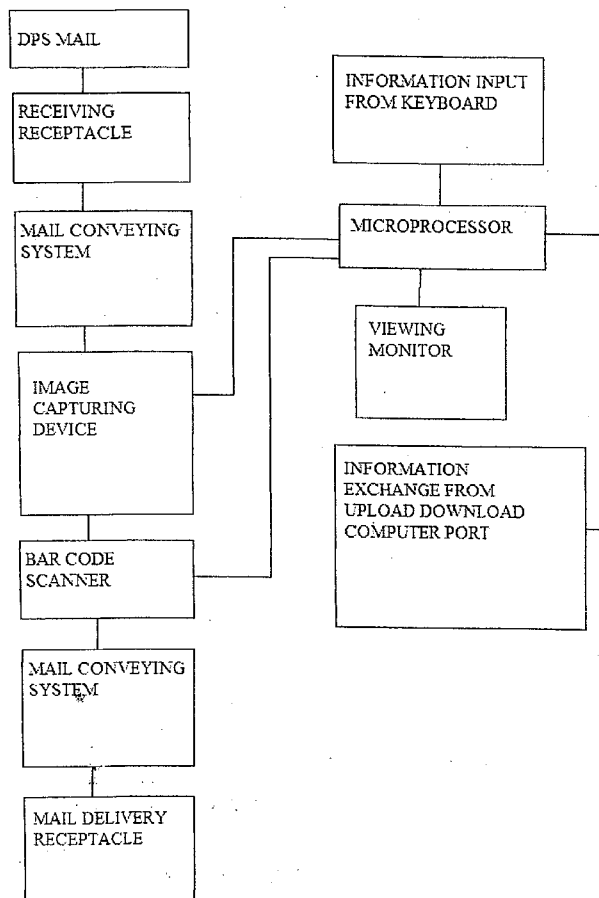 DPS MAIL
RECEIVING
RECEPTACLE
MAIL CONVEYING
SYSTEM
IMAGE
CAPTURING
DEVICE
BAR CODE
SCANNER
MAIL CONVEYING
SYSTEM
MAIL DELIVERY
RECEPTACLE
INFORMATION INPUT
FROM KEYBOARD
MICROPROCESSOR
VIEWING
MONITOR
INFORMATION
EXCHANGE FROM
UPLOAD DOWNLOAD
COMPUTER PORT